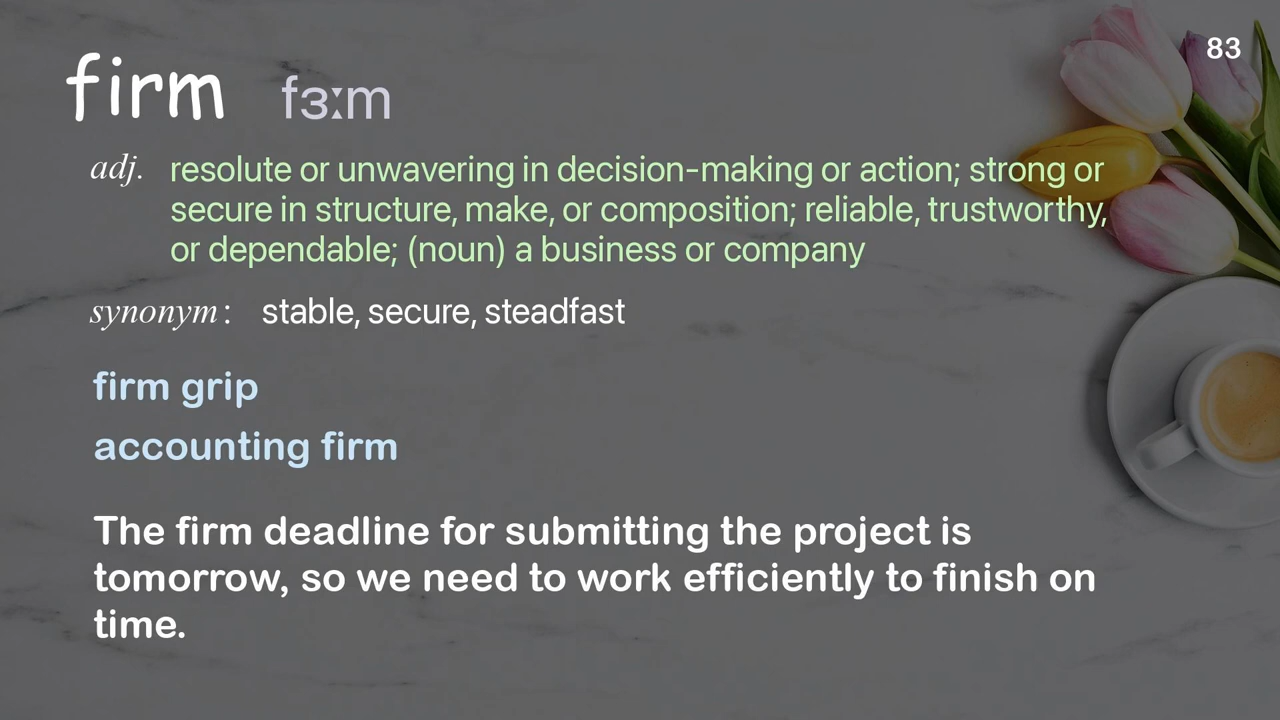 83
firm fɜːm
adj. resolute or unwavering in decision-making or action; strong or
secure in structure, make, or composition; reliable, trustworthy,
or dependable; (noun) a business or company
synonym: stable, secure, steadfast
firm grip
accounting firm
The firm deadline for submitting the project is
tomorrow, so we need to work efficiently to finish on
time.